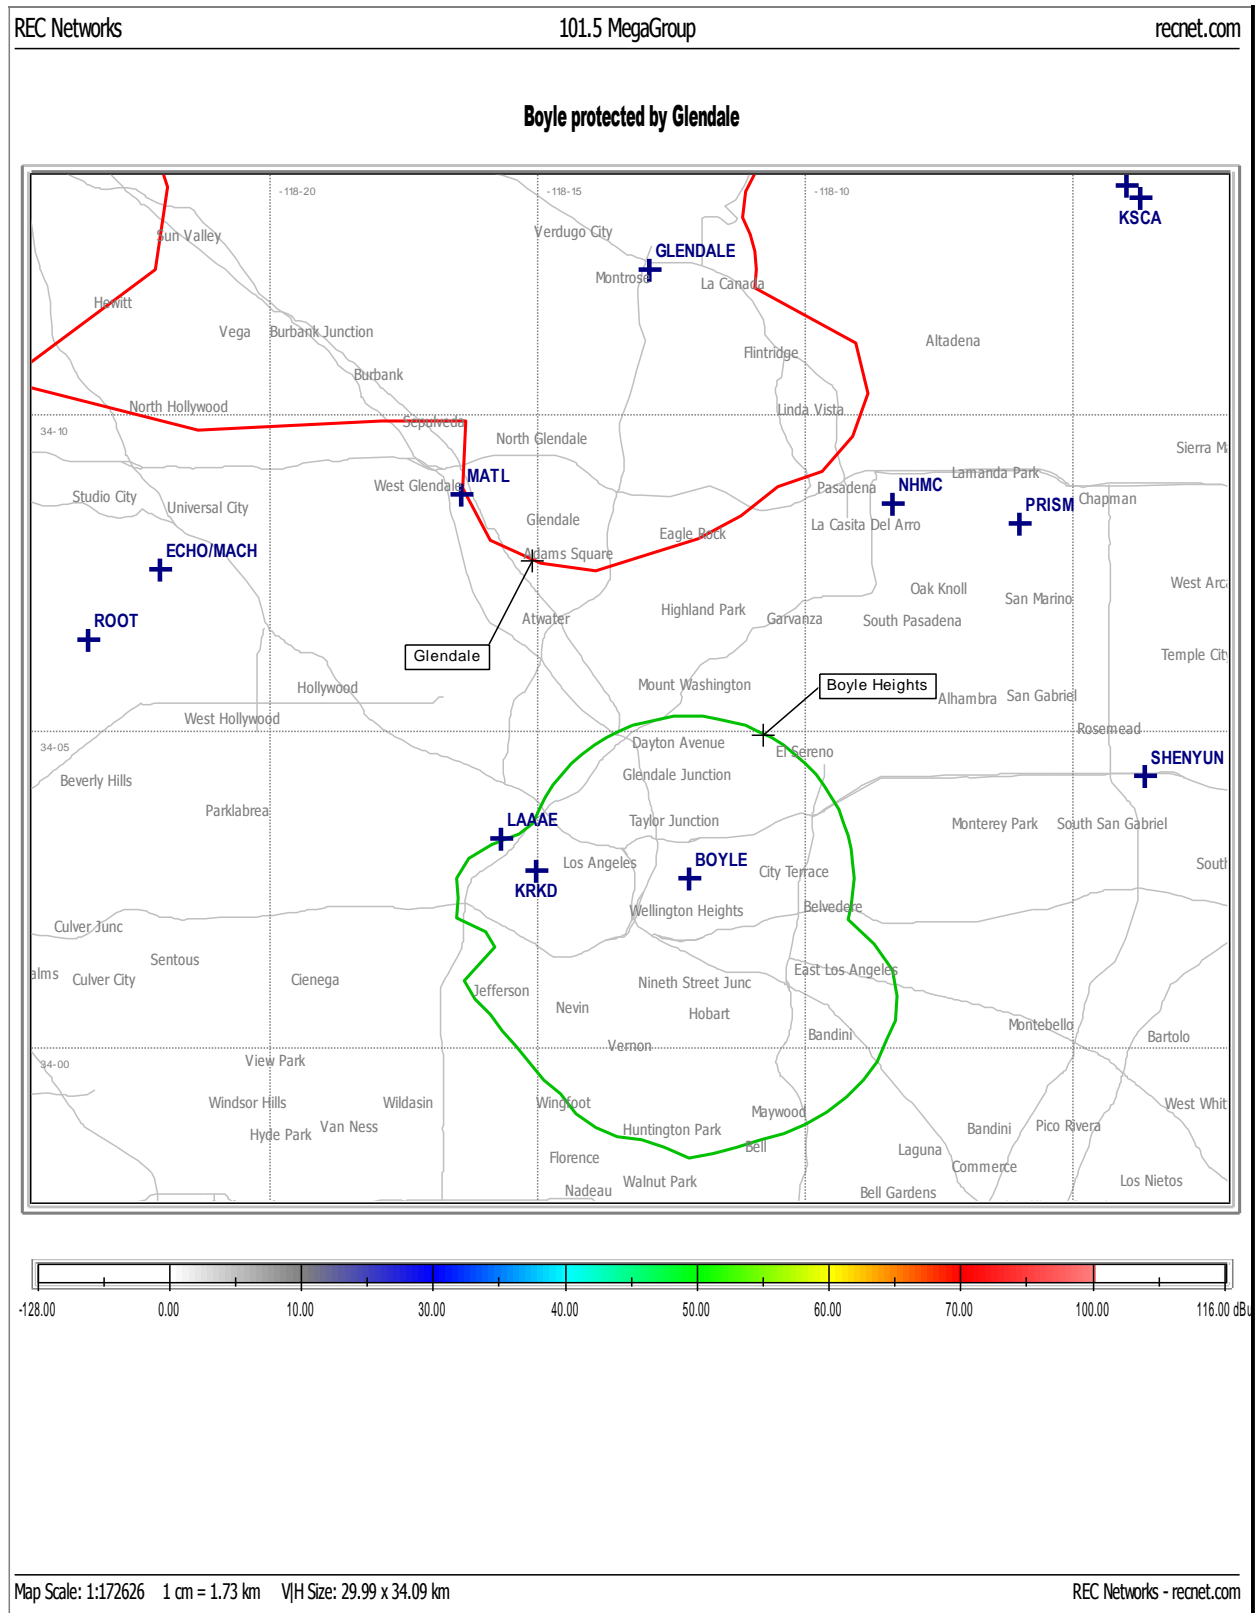 REC Networks 101.5 MegaGroup recnet.com
Boyle protected by Glendale
-118-20 -118-15 -118-10
KSCA
Sun Valley Verdugo City
GLENDALE
Montrose La Canada
Hewitt
Vega Burbank Junction Altadena
Flintridge
Burbank
North Hollywood Linda Vista
Sepulveda
34-10 North Glendale
Sierra M
MATL Lamanda Park
West Glendale Pasadena NHMC
Studio City Chapman
Universal City PRISM
Glendale La Casita Del Arro
Eagle Rock
ECHO/MACH Adams Square
Oak Knoll West Arc
San Marino
ROOT Atwater Highland Park Garvanza South Pasadena
Glendale Temple City
Hollywood Mount Washington Boyle Heights
Alhambra San Gabriel
West Hollywood
Rosemead
34-05 Dayton Avenue El Sereno
SHENYUN
Beverly Hills Glendale Junction
Parklabrea
LAAAE Taylor Junction Monterey Park South San Gabriel
Los Angeles BOYLE City Terrace South
KRKD
Wellington Heights Belvedere
Culver Junc
Sentous
alms Culver City Cienega East Los Angeles
Jefferson Nineth Street Junc
Nevin Hobart
Montebello
Vernon Bandini Bartolo
34-00 View Park
Windsor Hills Wildasin Wingfoot Maywood West Whit
Hyde Park Van Ness Huntington Park Bandini Pico Rivera
Bell Laguna
Florence Commerce
Nadeau Walnut Park Bell Gardens Los Nietos
-128.00 0.00 10.00 30.00 40.00 50.00 60.00 70.00 100.00 116.00 dBu
Map Scale: 1:172626 1 cm = 1.73 km V|H Size: 29.99 x 34.09 km REC Networks - recnet.com